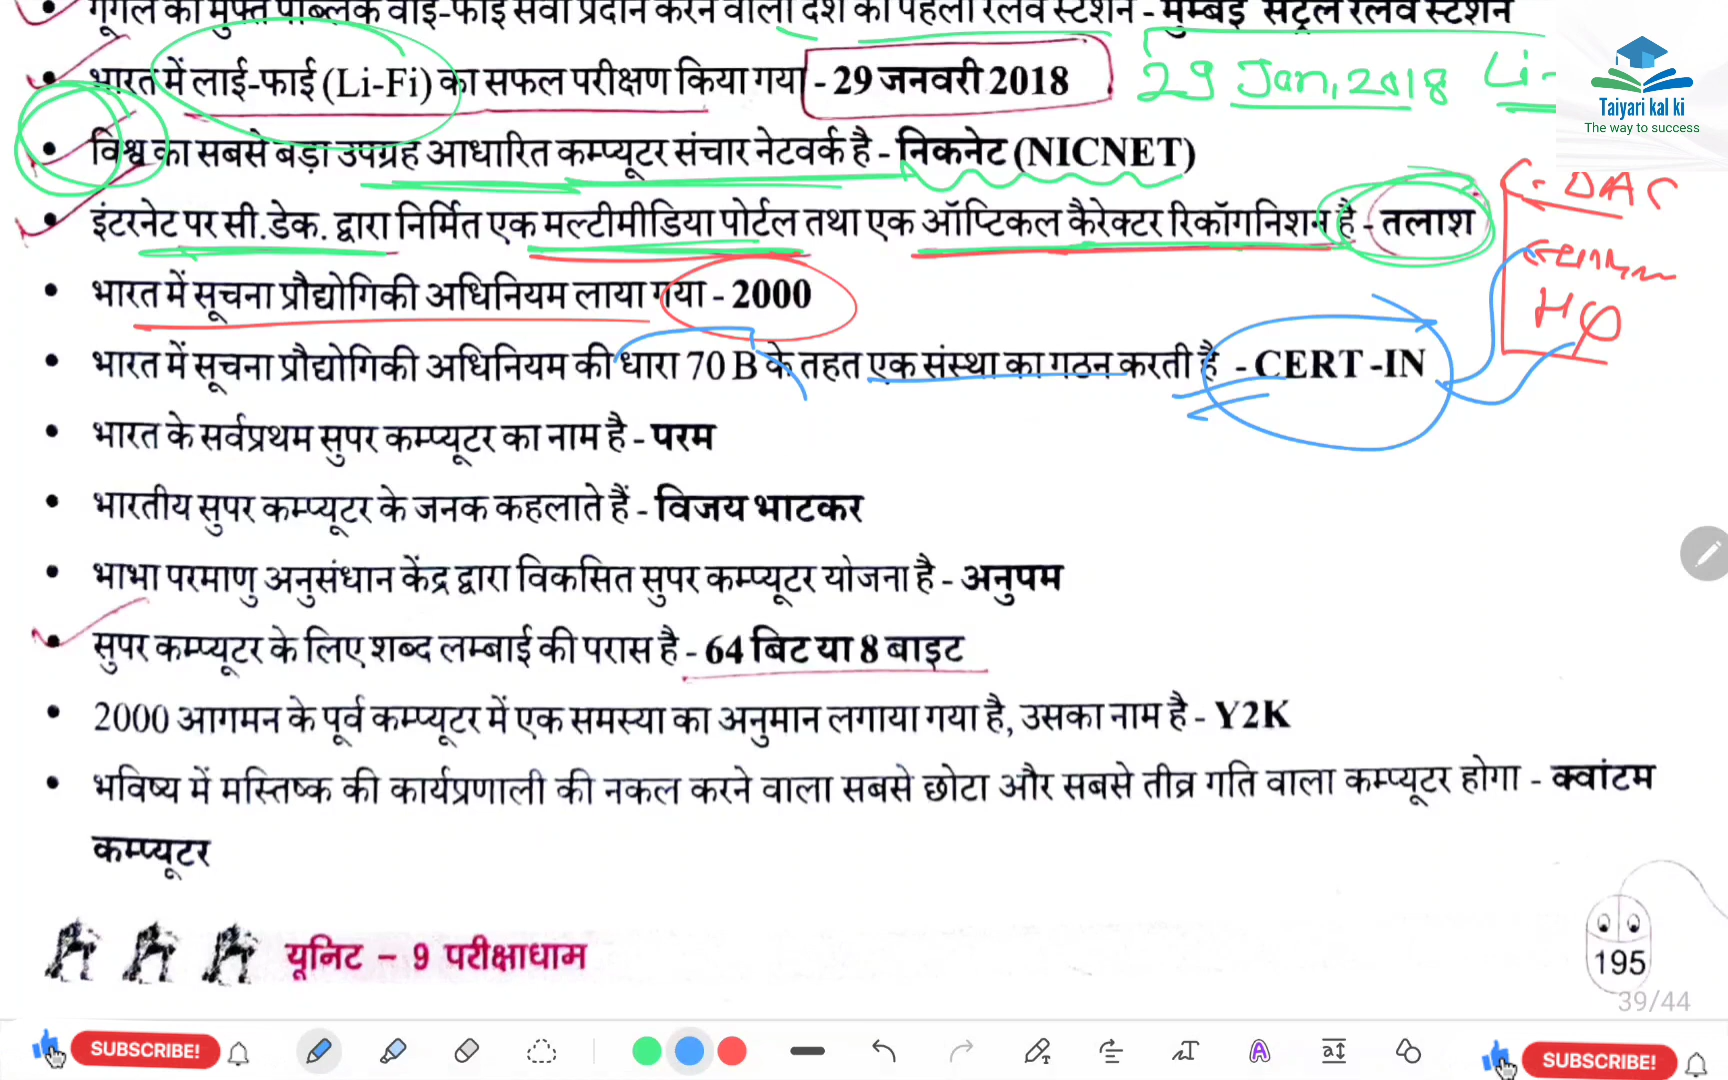 गूगल की मुफ्त पब्लिक वाई-फाई सेवा प्रदान करने वाला देश का पहला रेलवे स्टेशन - मुम्बई सेंट्रल रेलवे स्टेशन
भारत में लाई-फाई (Li-Fi) का सफल परीक्षण किया गया - 29 जनवरी 2018
29 Jan, 2018 Li-
Taiyari kal ki
The way to success
विश्व का सबसे बड़ा उपग्रह आधारित कम्प्यूटर संचार नेटवर्क है - निकनेट (NICNET)
इंटरनेट पर सी.डेक. द्वारा निर्मित एक मल्टीमीडिया पोर्टल तथा एक ऑप्टिकल कैरेक्टर रिकॉगनिशन है - तलाश
भारत में सूचना प्रौद्योगिकी अधिनियम लाया गया - 2000
भारत में सूचना प्रौद्योगिकी अधिनियम की धारा 70 B के तहत एक संस्था का गठन करती है - CERT -IN
भारत के सर्वप्रथम सुपर कम्प्यूटर का नाम है - परम
भारतीय सुपर कम्प्यूटर के जनक कहलाते हैं - विजय भाटकर
भाभा परमाणु अनुसंधान केंद्र द्वारा विकसित सुपर कम्प्यूटर योजना है - अनुपम
सुपर कम्प्यूटर के लिए शब्द लम्बाई की परास है - 64 बिट या 8 बाइट
2000 आगमन के पूर्व कम्प्यूटर में एक समस्या का अनुमान लगाया गया है, उसका नाम है - Y2K
भविष्य में मस्तिष्क की कार्यप्रणाली की नकल करने वाला सबसे छोटा और सबसे तीव्र गति वाला कम्प्यूटर होगा - क्वांटम
कम्प्यूटर
यूनिट - 9 परीक्षाधाम
195
39/44
SUBSCRIBE!
SUBSCRIBE!